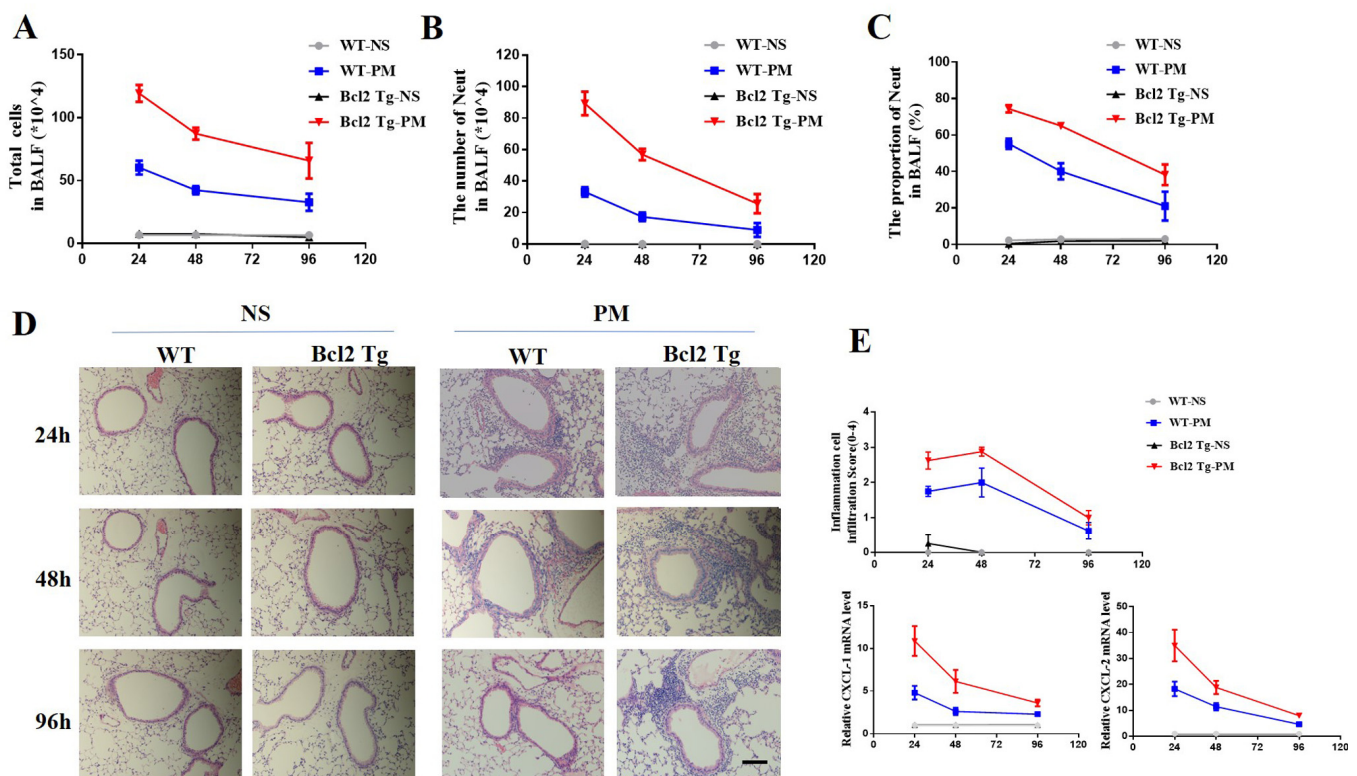 A
Total cells
in BALF (*10^4)
150
100
50
0
0
24
48
72
96
120
WT-NS
WT-PM
Bcl2 Tg-NS
Bcl2 Tg-PM
B
The number of Neut
in BALF (*10^4)
120
100
80
60
40
20
0
0
24
48
72
96
120
WT-NS
WT-PM
Bcl2 Tg-NS
Bcl2 Tg-PM
C
The proportion of Neut
in BALF (%)
100
80
60
40
20
0
0
24
48
72
96
120
WT-NS
WT-PM
Bcl2 Tg-NS
Bcl2 Tg-PM
D
NS
PM
WT
Bcl2 Tg
WT
Bcl2 Tg
24h
48h
96h
E
Inflammation cell
infiltration Score(0-4)
4
3
2
1
0
0
24
48
72
96
120
WT-NS
WT-PM
Bcl2 Tg-NS
Bcl2 Tg-PM
Relative CXCL-1 mRNA level
15
10
5
0
0
24
48
72
96
120
Relative CXCL-2 mRNA level
50
40
30
20
10
0
0
24
48
72
96
120